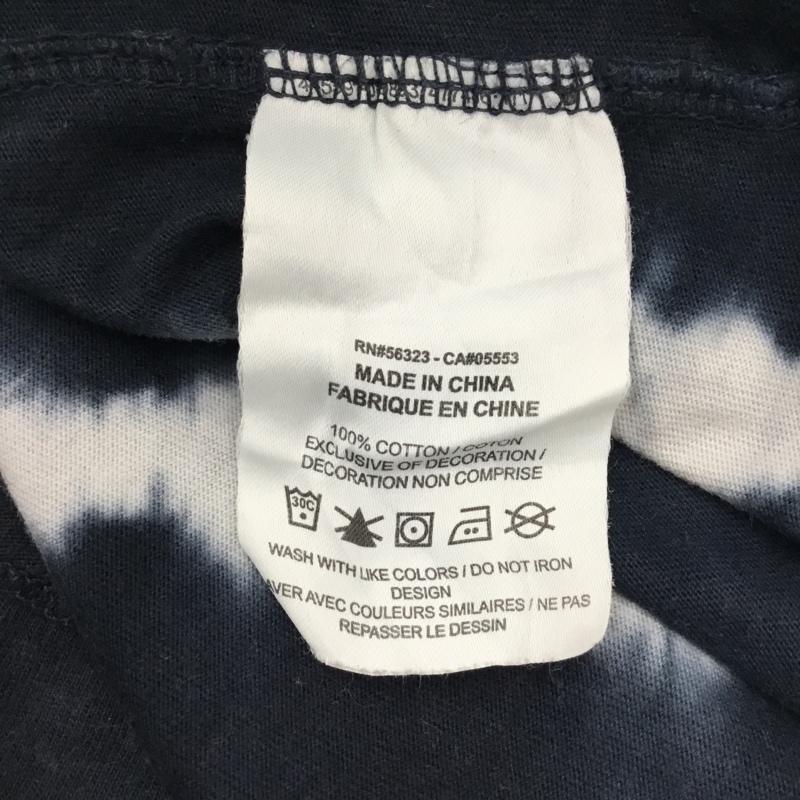 RN#56323 - CA#05553
MADE IN CHINA
FABRIQUE EN CHINE
100% COTTON / COTON
EXCLUSIVE OF DECORATION /
DECORATION NON COMPRISE
30C
WASH WITH LIKE COLORS / DO NOT IRON
DESIGN
AVER AVEC COULEURS SIMILAIRES / NE PAS
REPASSER LE DESSIN